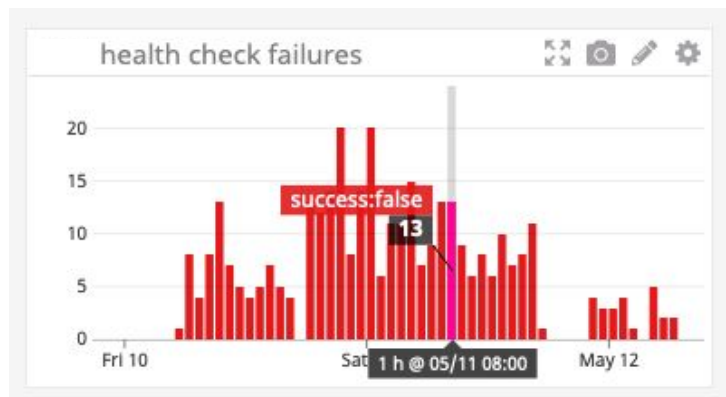 health check failures
20
15
success:false
13
10
5
0
Fri 10
Sat
1 h @ 05/11 08:00
May 12